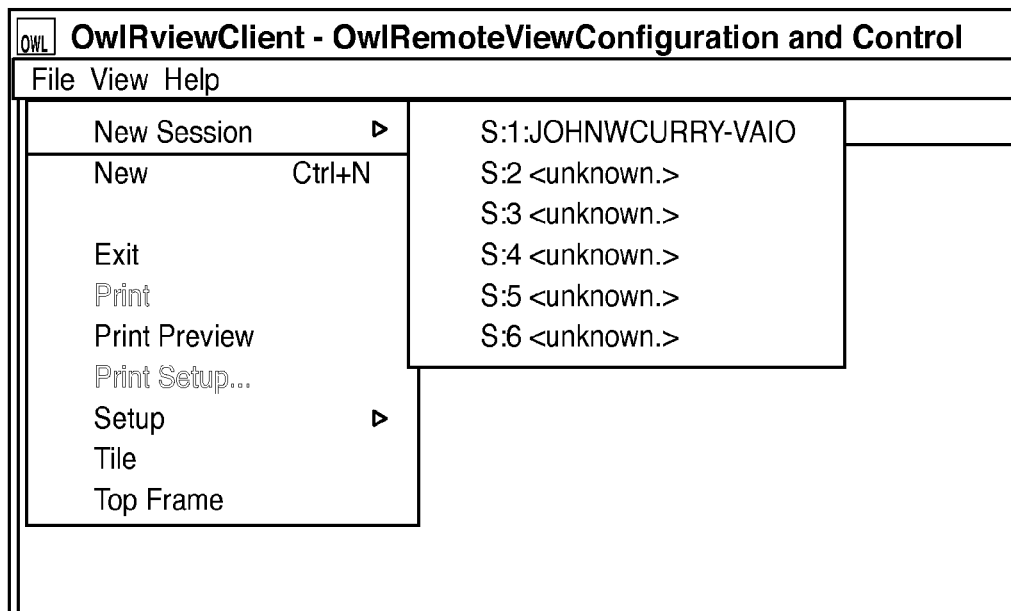 OWL OwlRviewClient - OwlRemoteViewConfiguration and Control
File View Help
New Session
New Ctrl+N
Exit
Print
Print Preview
Print Setup...
Setup
Tile
Top Frame
S:1:JOHNWCURRY-VAIO
S:2 <unknown.>
S:3 <unknown.>
S:4 <unknown.>
S:5 <unknown.>
S:6 <unknown.>